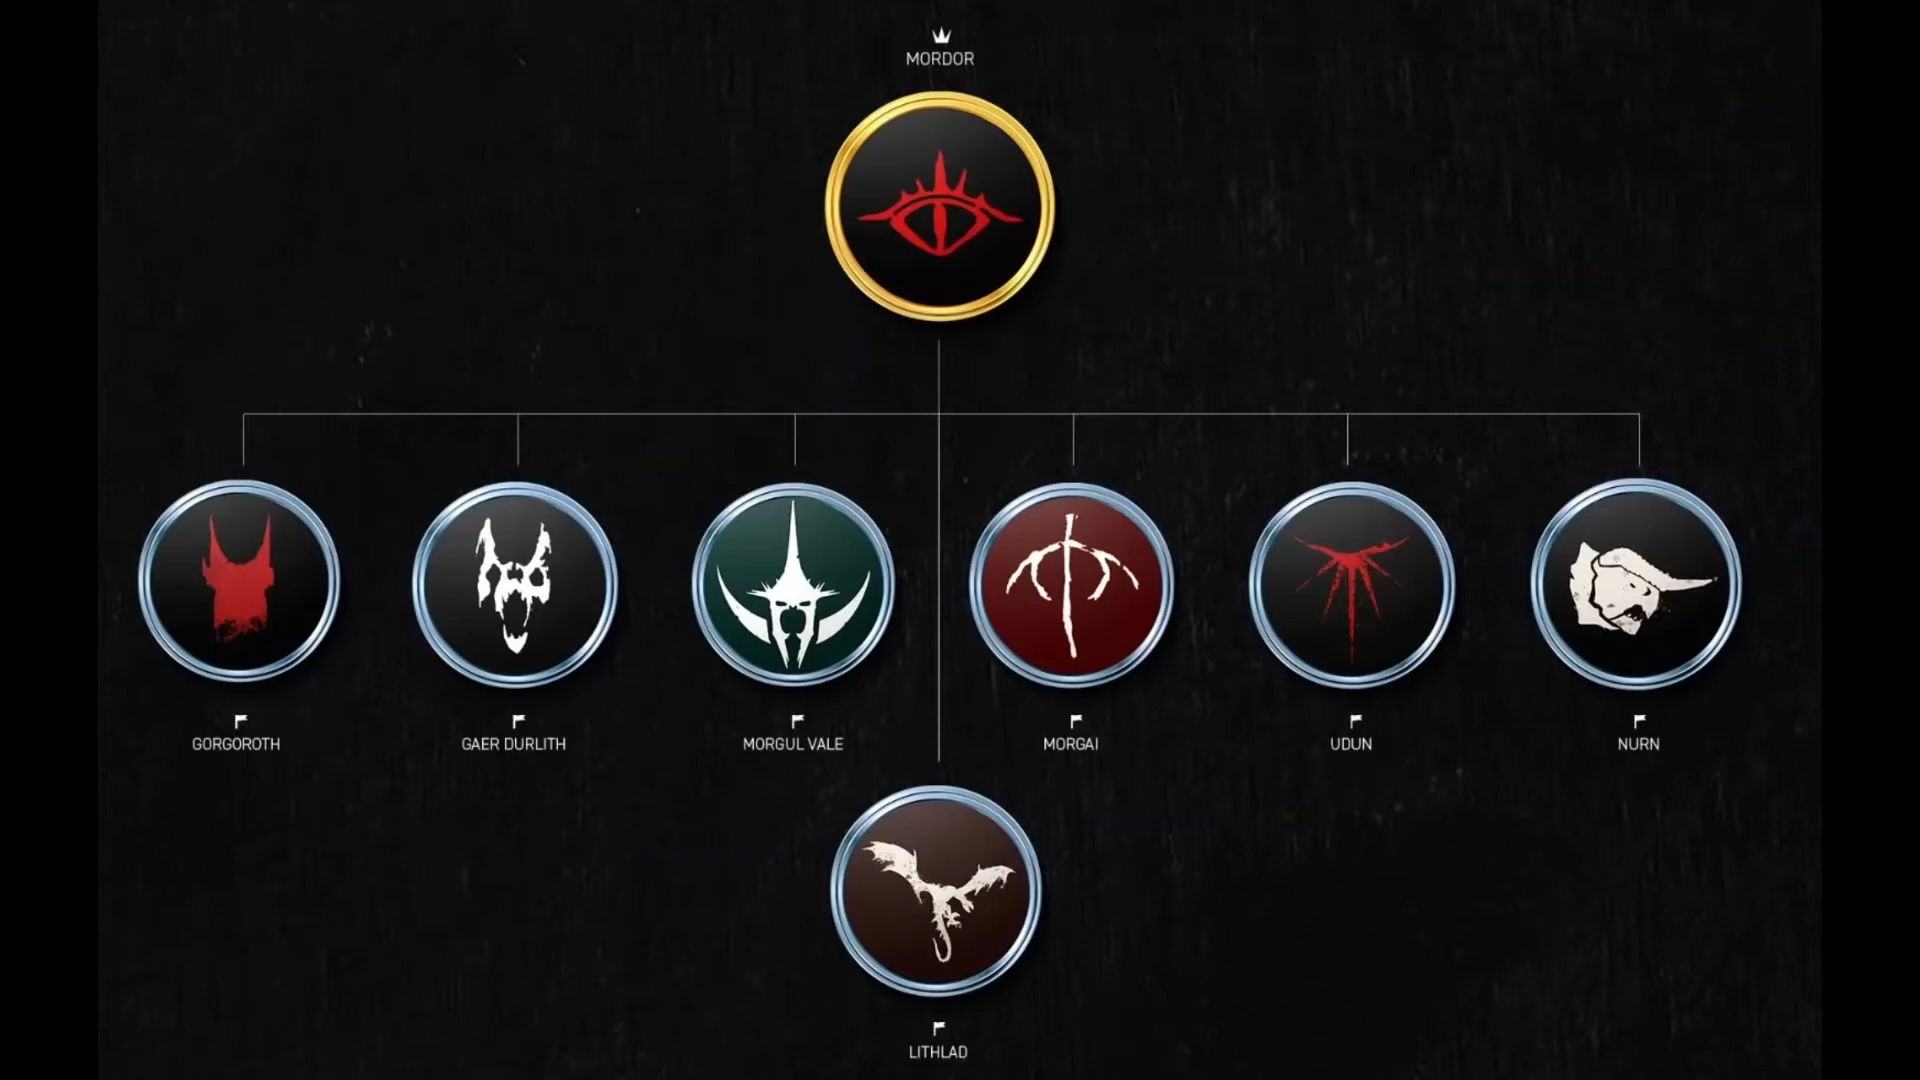 MORDOR
GORGOROTH
GAER DURLITH
MORGUL VALE
MORGAI
UDUN
NURN
LITHLAD